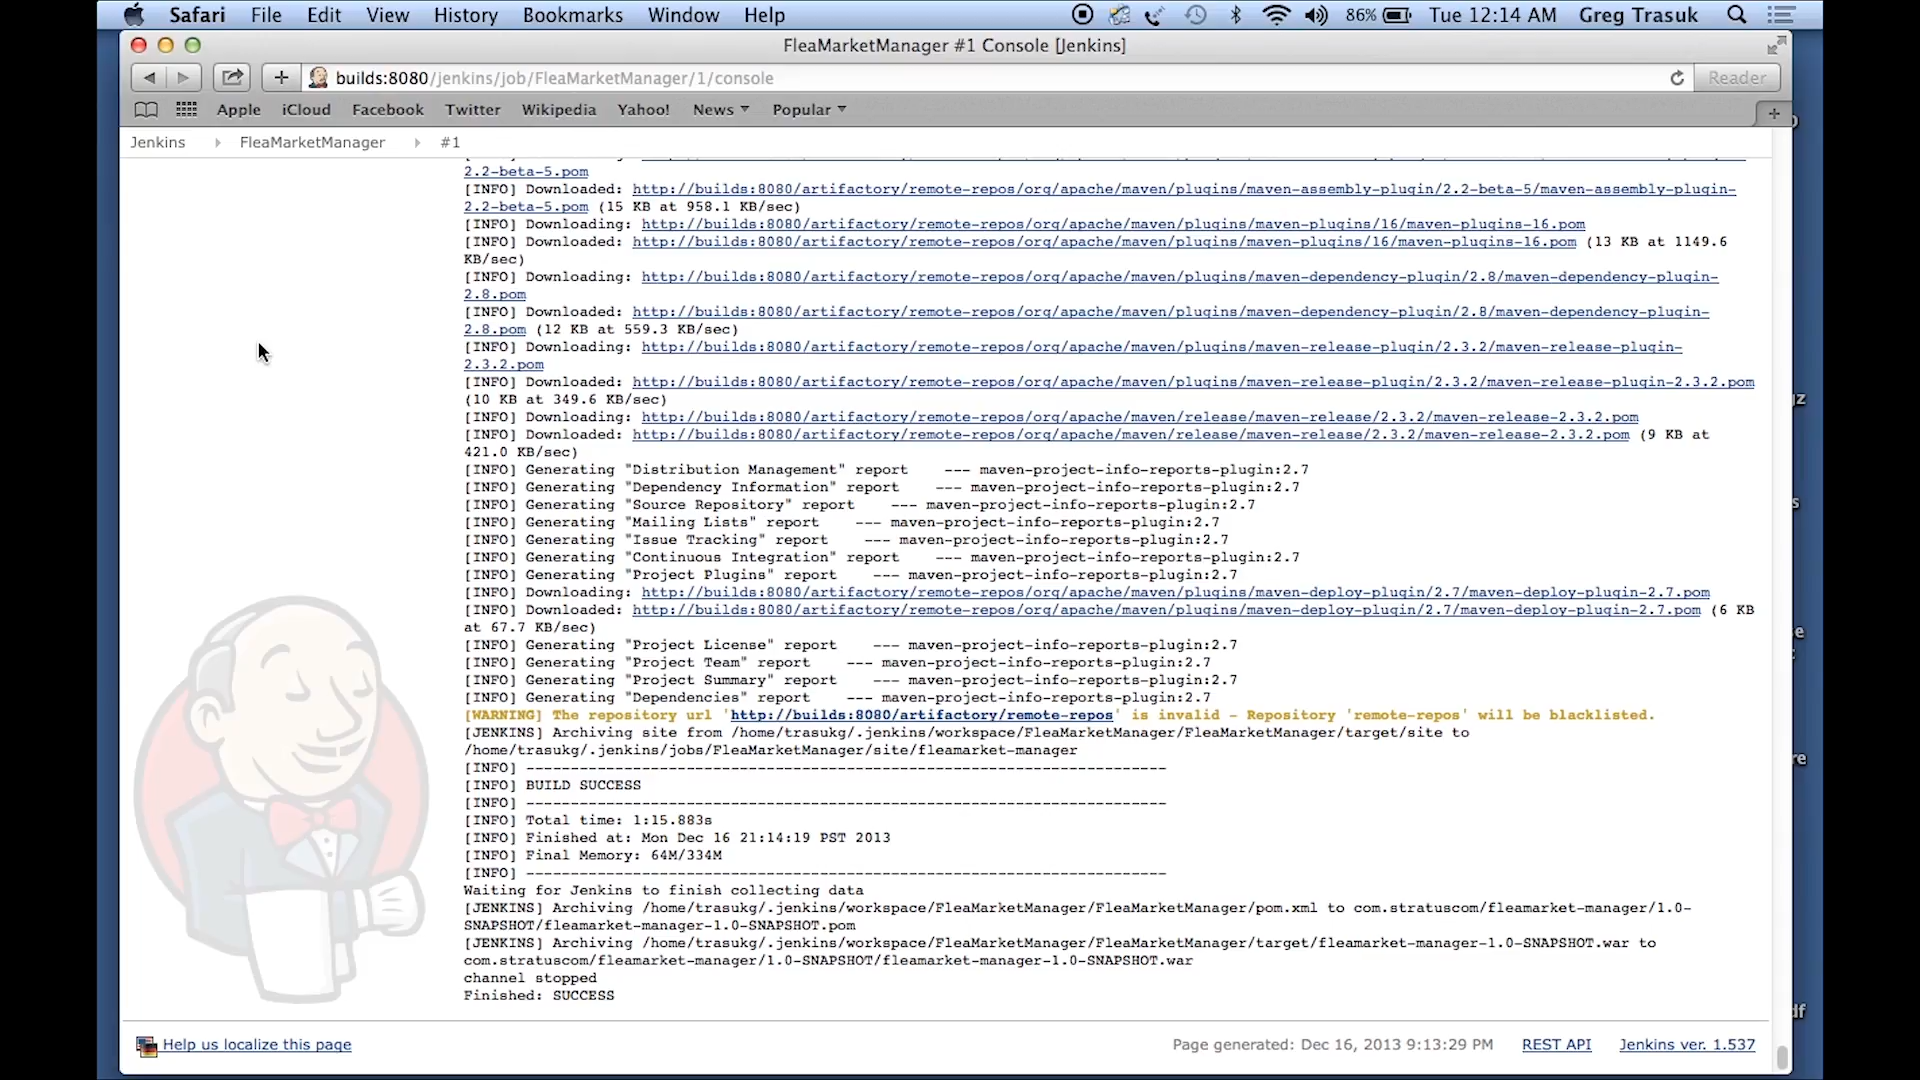 Safari File Edit View History Bookmarks Window Help 86% Tue 12:14 AM Greg Trasuk
FleaMarketManager #1 Console [Jenkins]
builds:8080/jenkins/job/FleaMarketManager/1/console Reader
Apple iCloud Facebook Twitter Wikipedia Yahoo! News Popular
Jenkins FleaMarketManager #1
2.2-beta-5.pom
[INFO] Downloaded: http://builds:8080/artifactory/remote-repos/org/apache/maven/plugins/maven-assembly-plugin/2.2-beta-5/maven-assembly-plugin-
2.2-beta-5.pom (15 KB at 958.1 KB/sec)
[INFO] Downloading: http://builds:8080/artifactory/remote-repos/org/apache/maven/plugins/maven-plugins/16/maven-plugins-16.pom
[INFO] Downloaded: http://builds:8080/artifactory/remote-repos/org/apache/maven/plugins/maven-plugins/16/maven-plugins-16.pom (13 KB at 1149.6
KB/sec)
[INFO] Downloading: http://builds:8080/artifactory/remote-repos/org/apache/maven/plugins/maven-dependency-plugin/2.8/maven-dependency-plugin-
2.8.pom
[INFO] Downloaded: http://builds:8080/artifactory/remote-repos/org/apache/maven/plugins/maven-dependency-plugin/2.8/maven-dependency-plugin-
2.8.pom (12 KB at 559.3 KB/sec)
[INFO] Downloading: http://builds:8080/artifactory/remote-repos/org/apache/maven/plugins/maven-release-plugin/2.3.2/maven-release-plugin-
2.3.2.pom
[INFO] Downloaded: http://builds:8080/artifactory/remote-repos/org/apache/maven/plugins/maven-release-plugin/2.3.2/maven-release-plugin-2.3.2.pom
(10 KB at 349.6 KB/sec)
[INFO] Downloading: http://builds:8080/artifactory/remote-repos/org/apache/maven/release/maven-release/2.3.2/maven-release-2.3.2.pom
[INFO] Downloaded: http://builds:8080/artifactory/remote-repos/org/apache/maven/release/maven-release/2.3.2/maven-release-2.3.2.pom (9 KB at
421.0 KB/sec)
[INFO] Generating "Distribution Management" report    --- maven-project-info-reports-plugin:2.7
[INFO] Generating "Dependency Information" report    --- maven-project-info-reports-plugin:2.7
[INFO] Generating "Source Repository" report    --- maven-project-info-reports-plugin:2.7
[INFO] Generating "Mailing Lists" report    --- maven-project-info-reports-plugin:2.7
[INFO] Generating "Issue Tracking" report    --- maven-project-info-reports-plugin:2.7
[INFO] Generating "Continuous Integration" report    --- maven-project-info-reports-plugin:2.7
[INFO] Generating "Project Plugins" report    --- maven-project-info-reports-plugin:2.7
[INFO] Downloading: http://builds:8080/artifactory/remote-repos/org/apache/maven/plugins/maven-deploy-plugin/2.7/maven-deploy-plugin-2.7.pom
[INFO] Downloaded: http://builds:8080/artifactory/remote-repos/org/apache/maven/plugins/maven-deploy-plugin/2.7/maven-deploy-plugin-2.7.pom (6 KB
at 67.7 KB/sec)
[INFO] Generating "Project License" report    --- maven-project-info-reports-plugin:2.7
[INFO] Generating "Project Team" report    --- maven-project-info-reports-plugin:2.7
[INFO] Generating "Project Summary" report    --- maven-project-info-reports-plugin:2.7
[INFO] Generating "Dependencies" report    --- maven-project-info-reports-plugin:2.7
[WARNING] The repository url 'http://builds:8080/artifactory/remote-repos' is invalid - Repository 'remote-repos' will be blacklisted.
[JENKINS] Archiving site from /home/trasukg/.jenkins/workspace/FleaMarketManager/FleaMarketManager/target/site to
/home/trasukg/.jenkins/jobs/FleaMarketManager/site/fleamarket-manager
[INFO] ------------------------------------------------------------------------
[INFO] BUILD SUCCESS
[INFO] ------------------------------------------------------------------------
[INFO] Total time: 1:15.883s
[INFO] Finished at: Mon Dec 16 21:14:19 PST 2013
[INFO] Final Memory: 64M/334M
[INFO] ------------------------------------------------------------------------
Waiting for Jenkins to finish collecting data
[JENKINS] Archiving /home/trasukg/.jenkins/workspace/FleaMarketManager/FleaMarketManager/pom.xml to com.stratuscom/fleamarket-manager/1.0-
SNAPSHOT/fleamarket-manager-1.0-SNAPSHOT.pom
[JENKINS] Archiving /home/trasukg/.jenkins/workspace/FleaMarketManager/FleaMarketManager/target/fleamarket-manager-1.0-SNAPSHOT.war to
com.stratuscom/fleamarket-manager/1.0-SNAPSHOT/fleamarket-manager-1.0-SNAPSHOT.war
channel stopped
Finished: SUCCESS
Help us localize this page Page generated: Dec 16, 2013 9:13:29 PM REST API Jenkins ver. 1.537